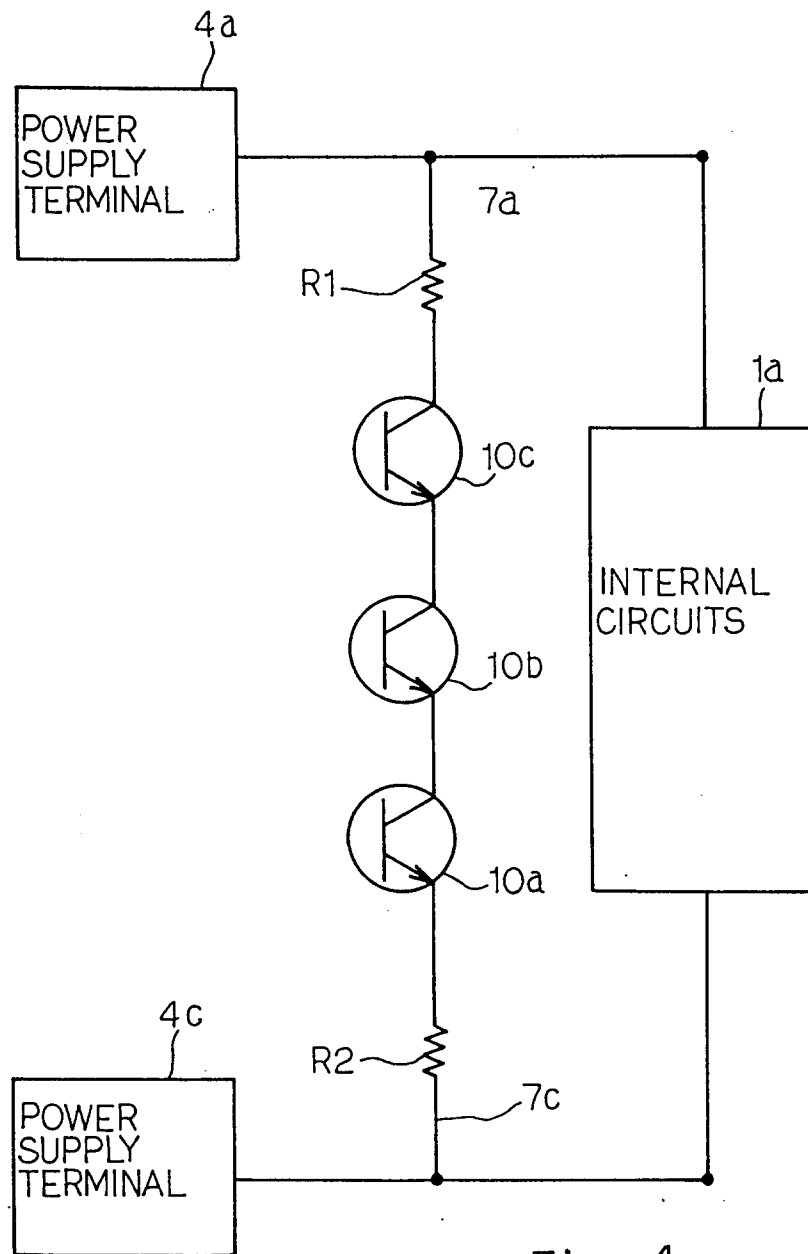 4a
POWER
SUPPLY
TERMINAL
7a
R1
1a
10c
INTERNAL
CIRCUITS
10b
10a
4c
R2
7c
POWER
SUPPLY
TERMINAL